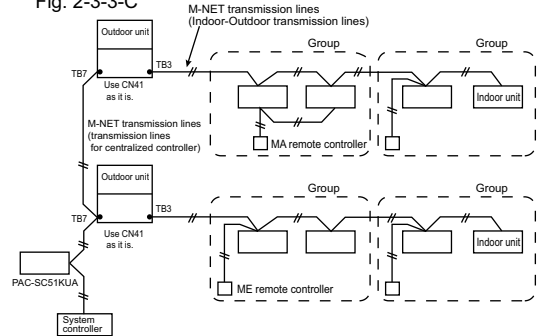 Fig. 2-3-3-C
M-NET transmission lines
(Indoor-Outdoor transmission lines)
Outdoor unit
Group
Group
TB7
TB3
Use CN41
as it is.
Indoor unit
M-NET transmission lines
(transmission lines
for centralized controller)
MA remote controller
Outdoor unit
Group
Group
TB7
TB3
Use CN41
as it is.
Indoor unit
PAC-SC51KUA
ME remote controller
System
controller